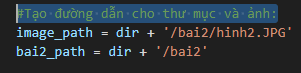 #Tạo đường dẫn cho thư mục và ảnh:
image_path = dir + '/bai2/hinh2.JPG'
bai2_path = dir + '/bai2'